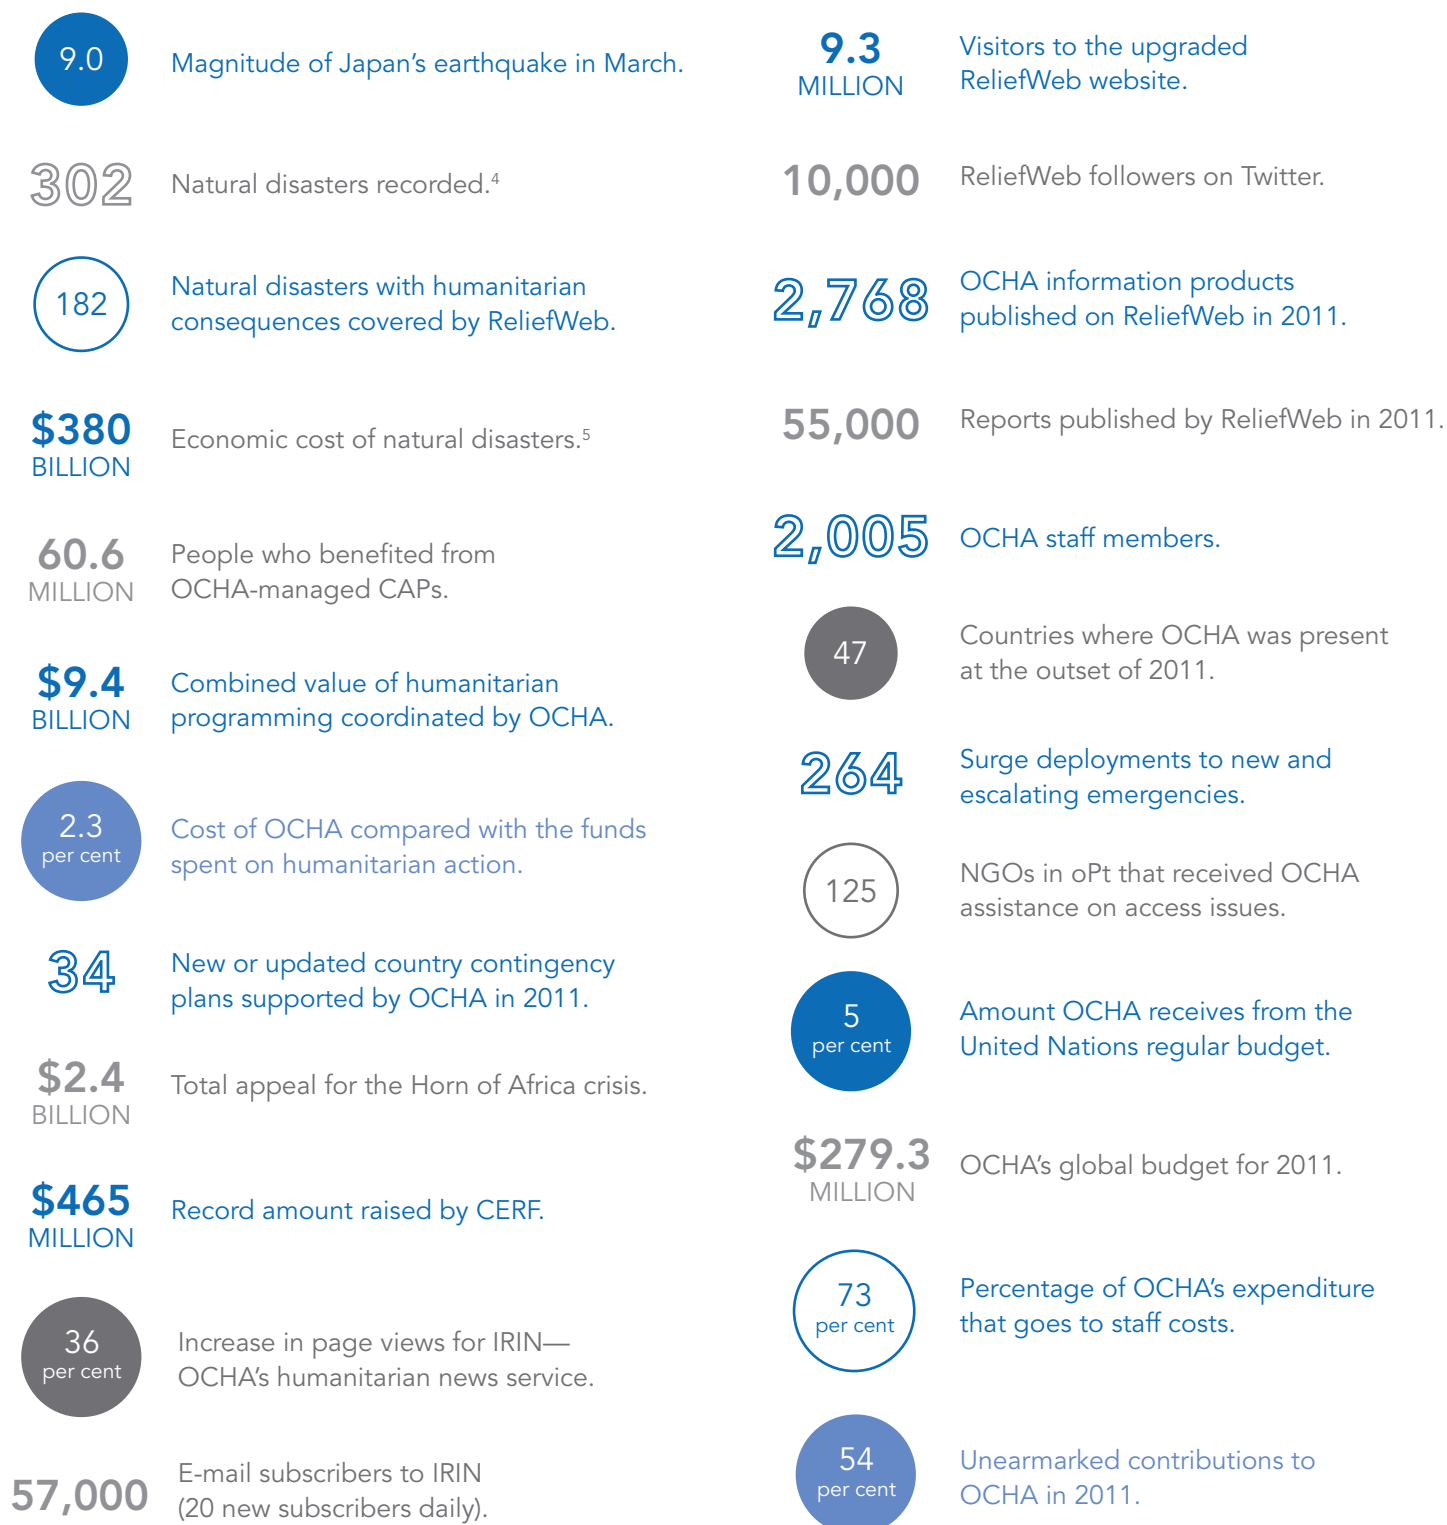 9.0
Magnitude of Japan’s earthquake in March.
302
Natural disasters recorded.4
182
Natural disasters with humanitarian
consequences covered by ReliefWeb.
$380
BILLION
Economic cost of natural disasters.5
60.6
MILLION
People who benefited from
OCHA-managed CAPs.
$9.4
BILLION
Combined value of humanitarian
programming coordinated by OCHA.
2.3
per cent
Cost of OCHA compared with the funds
spent on humanitarian action.
34
New or updated country contingency
plans supported by OCHA in 2011.
$2.4
BILLION
Total appeal for the Horn of Africa crisis.
$465
MILLION
Record amount raised by CERF.
36
per cent
Increase in page views for IRIN—
OCHA’s humanitarian news service.
57,000
E-mail subscribers to IRIN
(20 new subscribers daily).
9.3
MILLION
Visitors to the upgraded
ReliefWeb website.
10,000
ReliefWeb followers on Twitter.
2,768
OCHA information products
published on ReliefWeb in 2011.
55,000
Reports published by ReliefWeb in 2011.
2,005
OCHA staff members.
47
Countries where OCHA was present
at the outset of 2011.
264
Surge deployments to new and
escalating emergencies.
125
NGOs in oPt that received OCHA
assistance on access issues.
5
per cent
Amount OCHA receives from the
United Nations regular budget.
$279.3
MILLION
OCHA’s global budget for 2011.
73
per cent
Percentage of OCHA’s expenditure
that goes to staff costs.
54
per cent
Unearmarked contributions to
OCHA in 2011.